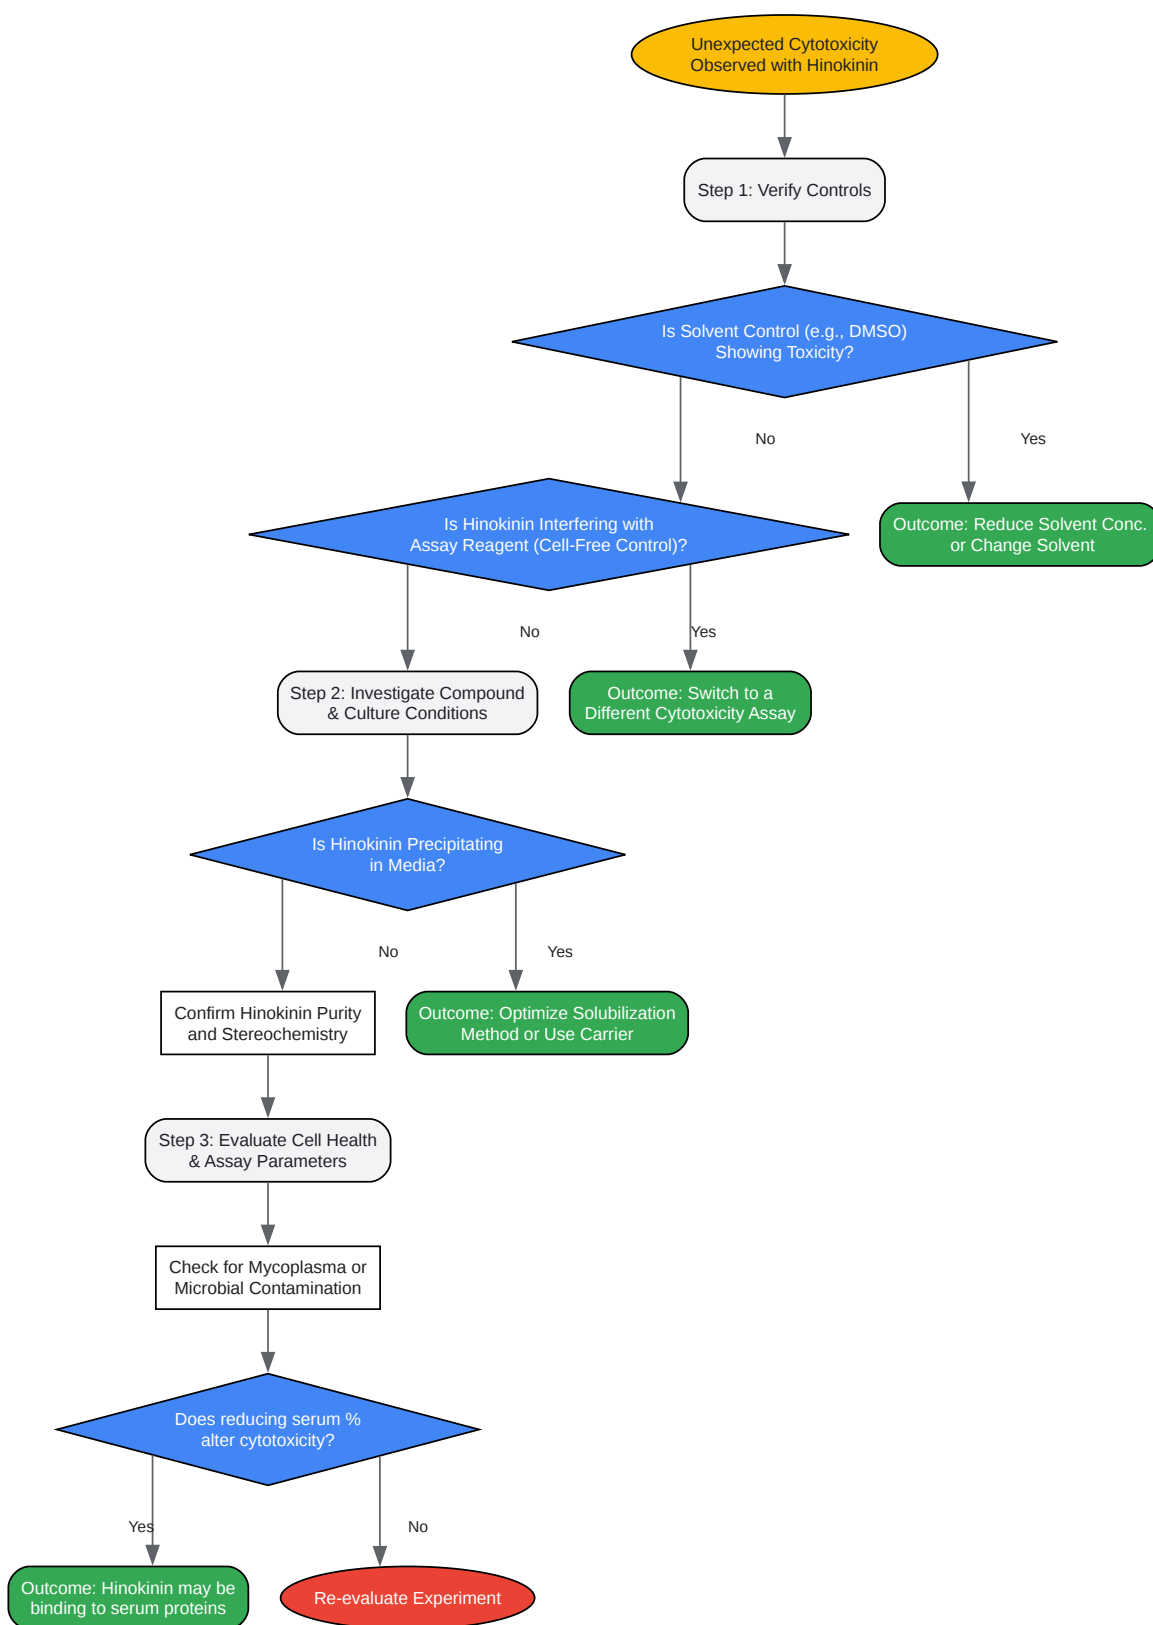 Unexpected Cytotoxicity
Observed with Hinokinin
Step 1: Verify Controls
Is Solvent Control (e.g., DMSO)
Showing Toxicity?
No
Yes
Is Hinokinin Interfering with
Assay Reagent (Cell-Free Control)?
Outcome: Reduce Solvent Conc.
or Change Solvent
No
Yes
Step 2: Investigate Compound
& Culture Conditions
Outcome: Switch to a
Different Cytotoxicity Assay
Is Hinokinin Precipitating
in Media?
No
Yes
Confirm Hinokinin Purity
and Stereochemistry
Outcome: Optimize Solubilization
Method or Use Carrier
Step 3: Evaluate Cell Health
& Assay Parameters
Check for Mycoplasma or
Microbial Contamination
Does reducing serum %
alter cytotoxicity?
Yes
No
Outcome: Hinokinin may be
binding to serum proteins
Re-evaluate Experiment